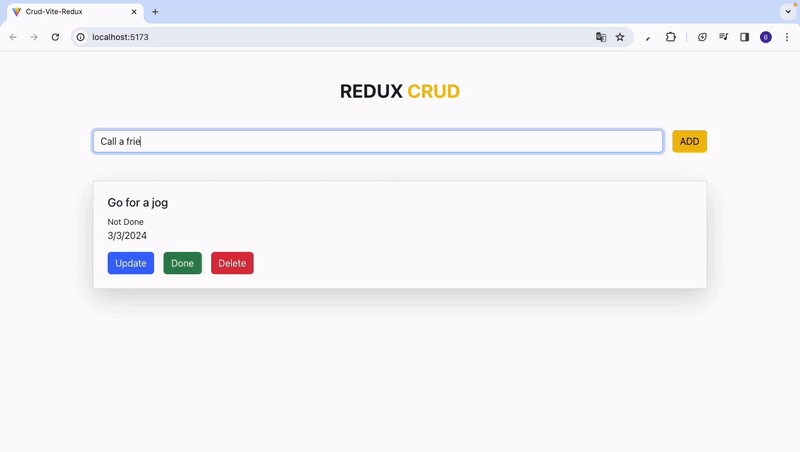 Crud-Vite-Redux
localhost:5173
B
REDUX CRUD
Call a frie
ADD
Go for a jog
Not Done
3/3/2024
Update Done Delete